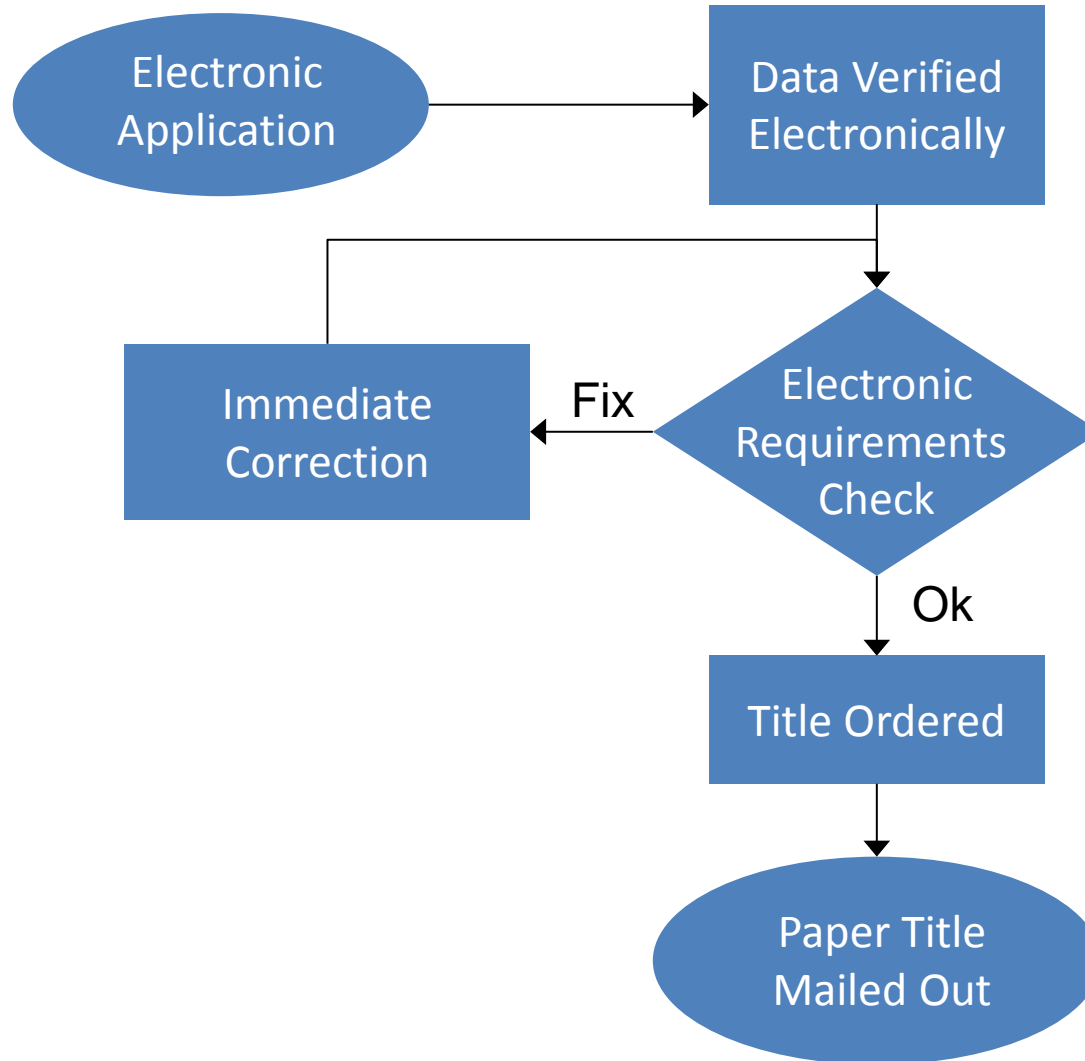 Electronic
Application
Data Verified
Electronically
Immediate
Correction
Fix
Electronic
Requirements
Check
Ok
Title Ordered
Paper Title
Mailed Out